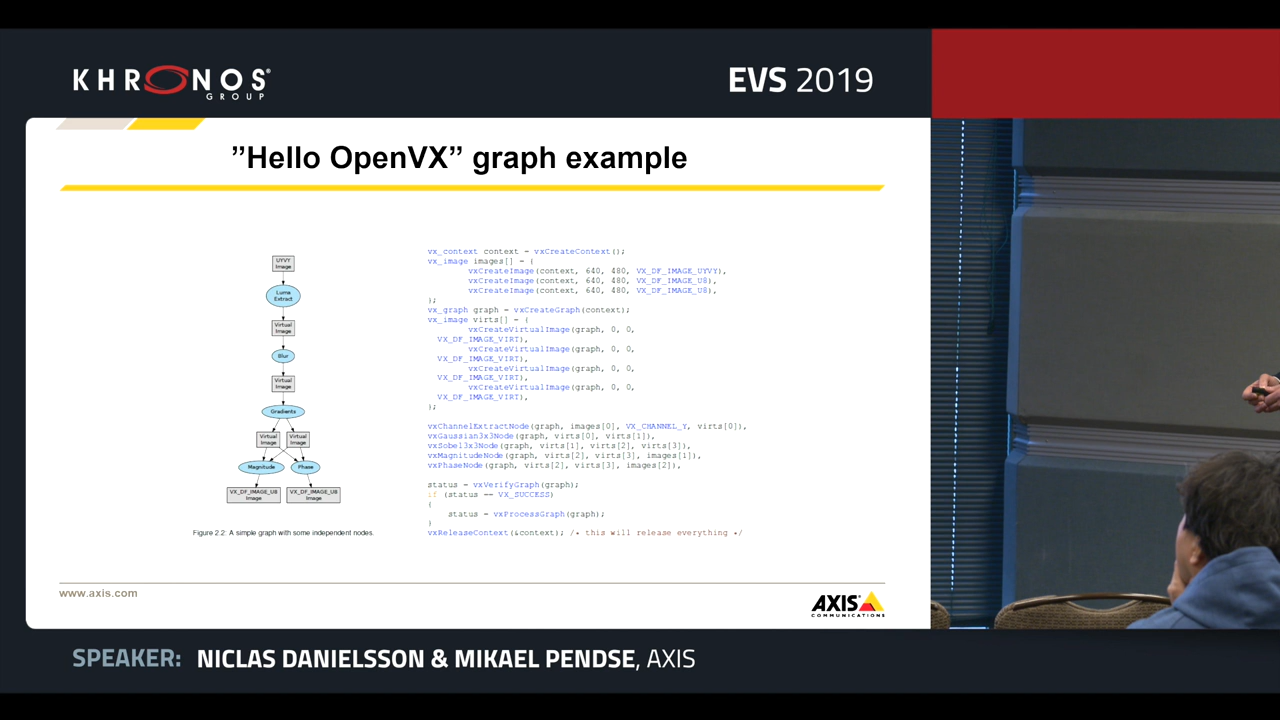 KHRONOS
GROUP
EVS 2019
”Hello OpenVX” graph example
UYVY
Image
Luma
Extract
Virtual
Image
Blur
Virtual
Image
Gradients
Virtual
Image
Virtual
Image
Magnitude
Phase
VX_DF_IMAGE_U8
Image
VX_DF_IMAGE_U8
Image
Figure 2.2. A simple graph with some independent nodes.
vx_context context = vxCreateContext();
vx_image images[] = {
vxCreateImage(context, 640, 480, VX_DF_IMAGE_UYVY),
vxCreateImage(context, 640, 480, VX_DF_IMAGE_U8),
vxCreateImage(context, 640, 480, VX_DF_IMAGE_U8),
};
vx_graph graph = vxCreateGraph(context);
vx_image virts[] = {
vxCreateVirtualImage(graph, 0, 0,
VX_DF_IMAGE_VIRT),
vxCreateVirtualImage(graph, 0, 0,
VX_DF_IMAGE_VIRT),
vxCreateVirtualImage(graph, 0, 0,
VX_DF_IMAGE_VIRT),
vxCreateVirtualImage(graph, 0, 0,
VX_DF_IMAGE_VIRT),
};
vxChannelExtractNode(graph, images[0], VX_CHANNEL_Y, virts[0]),
vxGaussian3x3Node(graph, virts[0], virts[1]),
vxSobel3x3Node(graph, virts[1], virts[2], virts[3]),
vxMagnitudeNode(graph, virts[2], virts[3], images[1]),
vxPhaseNode(graph, virts[2], virts[3], images[2]),
status = vxVerifyGraph(graph);
if (status == VX_SUCCESS)
{
status = vxProcessGraph(graph);
}
vxReleaseContext(&context); /* this will release everything */
www.axis.com
AXIS
COMMUNICATIONS
SPEAKER: NICLAS DANIELSSON & MIKAEL PENDSE, AXIS